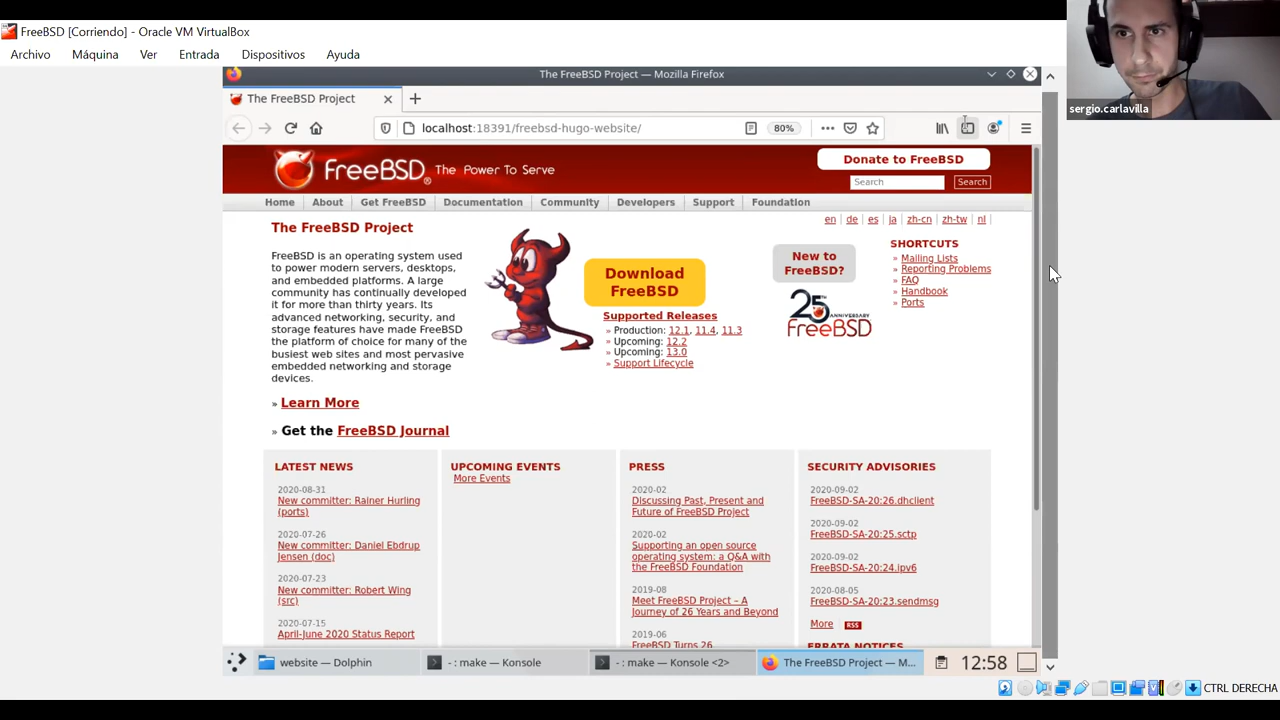 FreeBSD [Corriendo] - Oracle VM VirtualBox
Archivo Máquina Ver Entrada Dispositivos Ayuda
sergio.carlavilla
The FreeBSD Project — Mozilla Firefox
The FreeBSD Project
localhost:18391/freebsd-hugo-website/
80%
FreeBSD® The Power To Serve
Donate to FreeBSD
Search Search
Home About Get FreeBSD Documentation Community Developers Support Foundation
en | de | es | ja | zh-cn | zh-tw | nl |
The FreeBSD Project
FreeBSD is an operating system used
to power modern servers, desktops,
and embedded platforms. A large
community has continually developed
it for more than thirty years. Its
advanced networking, security, and
storage features have made FreeBSD
the platform of choice for many of the
busiest web sites and most pervasive
embedded networking and storage
devices.
» Learn More
» Get the FreeBSD Journal
Download
FreeBSD
Supported Releases
» Production: 12.1, 11.4, 11.3
» Upcoming: 12.2
» Upcoming: 13.0
» Support Lifecycle
New to
FreeBSD?
25th
ANNIVERSARY
FreeBSD
SHORTCUTS
» Mailing Lists
» Reporting Problems
» FAQ
» Handbook
» Ports
LATEST NEWS
2020-08-31
New committer: Rainer Hurling
(ports)
2020-07-26
New committer: Daniel Ebdrup
Jensen (doc)
2020-07-23
New committer: Robert Wing
(src)
2020-07-15
April-June 2020 Status Report
UPCOMING EVENTS
More Events
PRESS
2020-02
Discussing Past, Present and
Future of FreeBSD Project
2020-02
Supporting an open source
operating system: a Q&A with
the FreeBSD Foundation
2019-08
Meet FreeBSD Project – A
Journey of 26 Years and Beyond
2019-06
FreeBSD Turns 26
SECURITY ADVISORIES
2020-09-02
FreeBSD-SA-20:26.dhclient
2020-09-02
FreeBSD-SA-20:25.sctp
2020-09-02
FreeBSD-SA-20:24.ipv6
2020-08-05
FreeBSD-SA-20:23.sendmsg
More RSS
ERRATA NOTICES
website — Dolphin
- : make — Konsole
- : make — Konsole <2>
The FreeBSD Project — M...
12:58
CTRL DERECHA